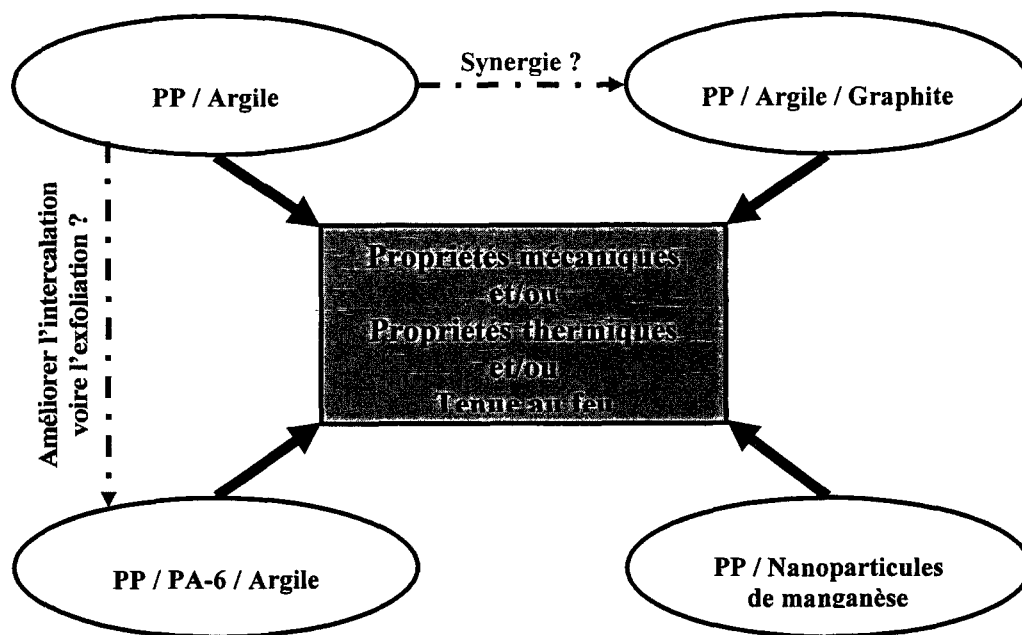 Synergie ?
PP / Argile
PP / Argile / Graphite
Améliorer l'intercalation
voire l'exfoliation ?
Propriétés mécaniques
et/ou
Propriétés thermiques
et/ou
Tenue au feu
PP / PA-6 / Argile
PP / Nanoparticules
de manganèse